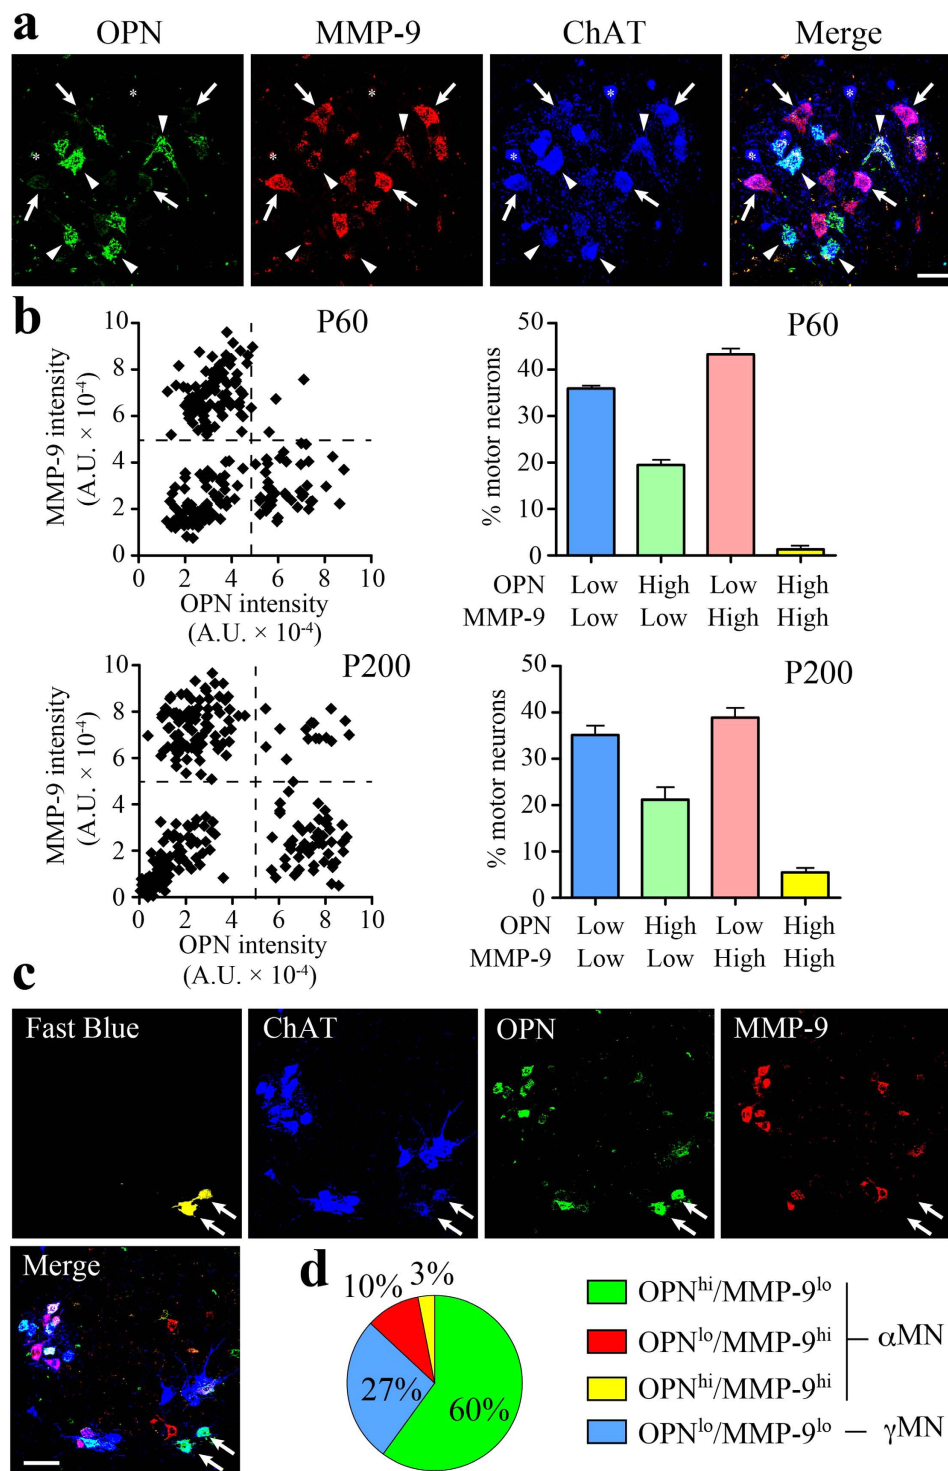 a
OPN MMP-9 ChAT Merge
* * * * * * * *
b
P60
MMP-9 intensity
(A.U. × 10-4)
10
8
6
4
2
0
0 2 4 6 8 10
OPN intensity
(A.U. × 10-4)
P60
% motor neurons
50
40
30
20
10
0
OPN Low High Low High
MMP-9 Low Low High High
P200
MMP-9 intensity
(A.U. × 10-4)
10
8
6
4
2
0
0 2 4 6 8 10
OPN intensity
(A.U. × 10-4)
P200
% motor neurons
50
40
30
20
10
0
OPN Low High Low High
MMP-9 Low Low High High
c
Fast Blue ChAT OPN MMP-9
Merge
d
10% 3%
27% 60%
OPNhi/MMP-9lo
OPNlo/MMP-9hi
OPNhi/MMP-9hi
αMN
OPNlo/MMP-9lo
γMN